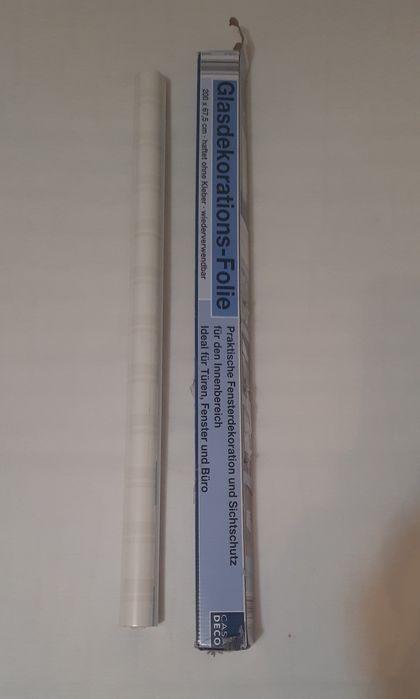 Glasdekorations-Folie
200 x 67,5 cm · haftet ohne Kleber · wiederverwendbar
Praktische Fensterdekoration und Sichtschutz
für den Innenbereich
Ideal für Türen, Fenster und Büro
CASA
DECO